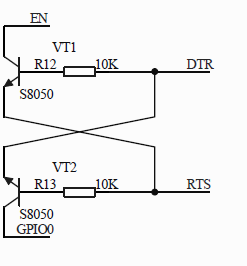 EN
VT1
R12 10K DTR
S8050
VT2
R13 10K RTS
S8050
GPIO0